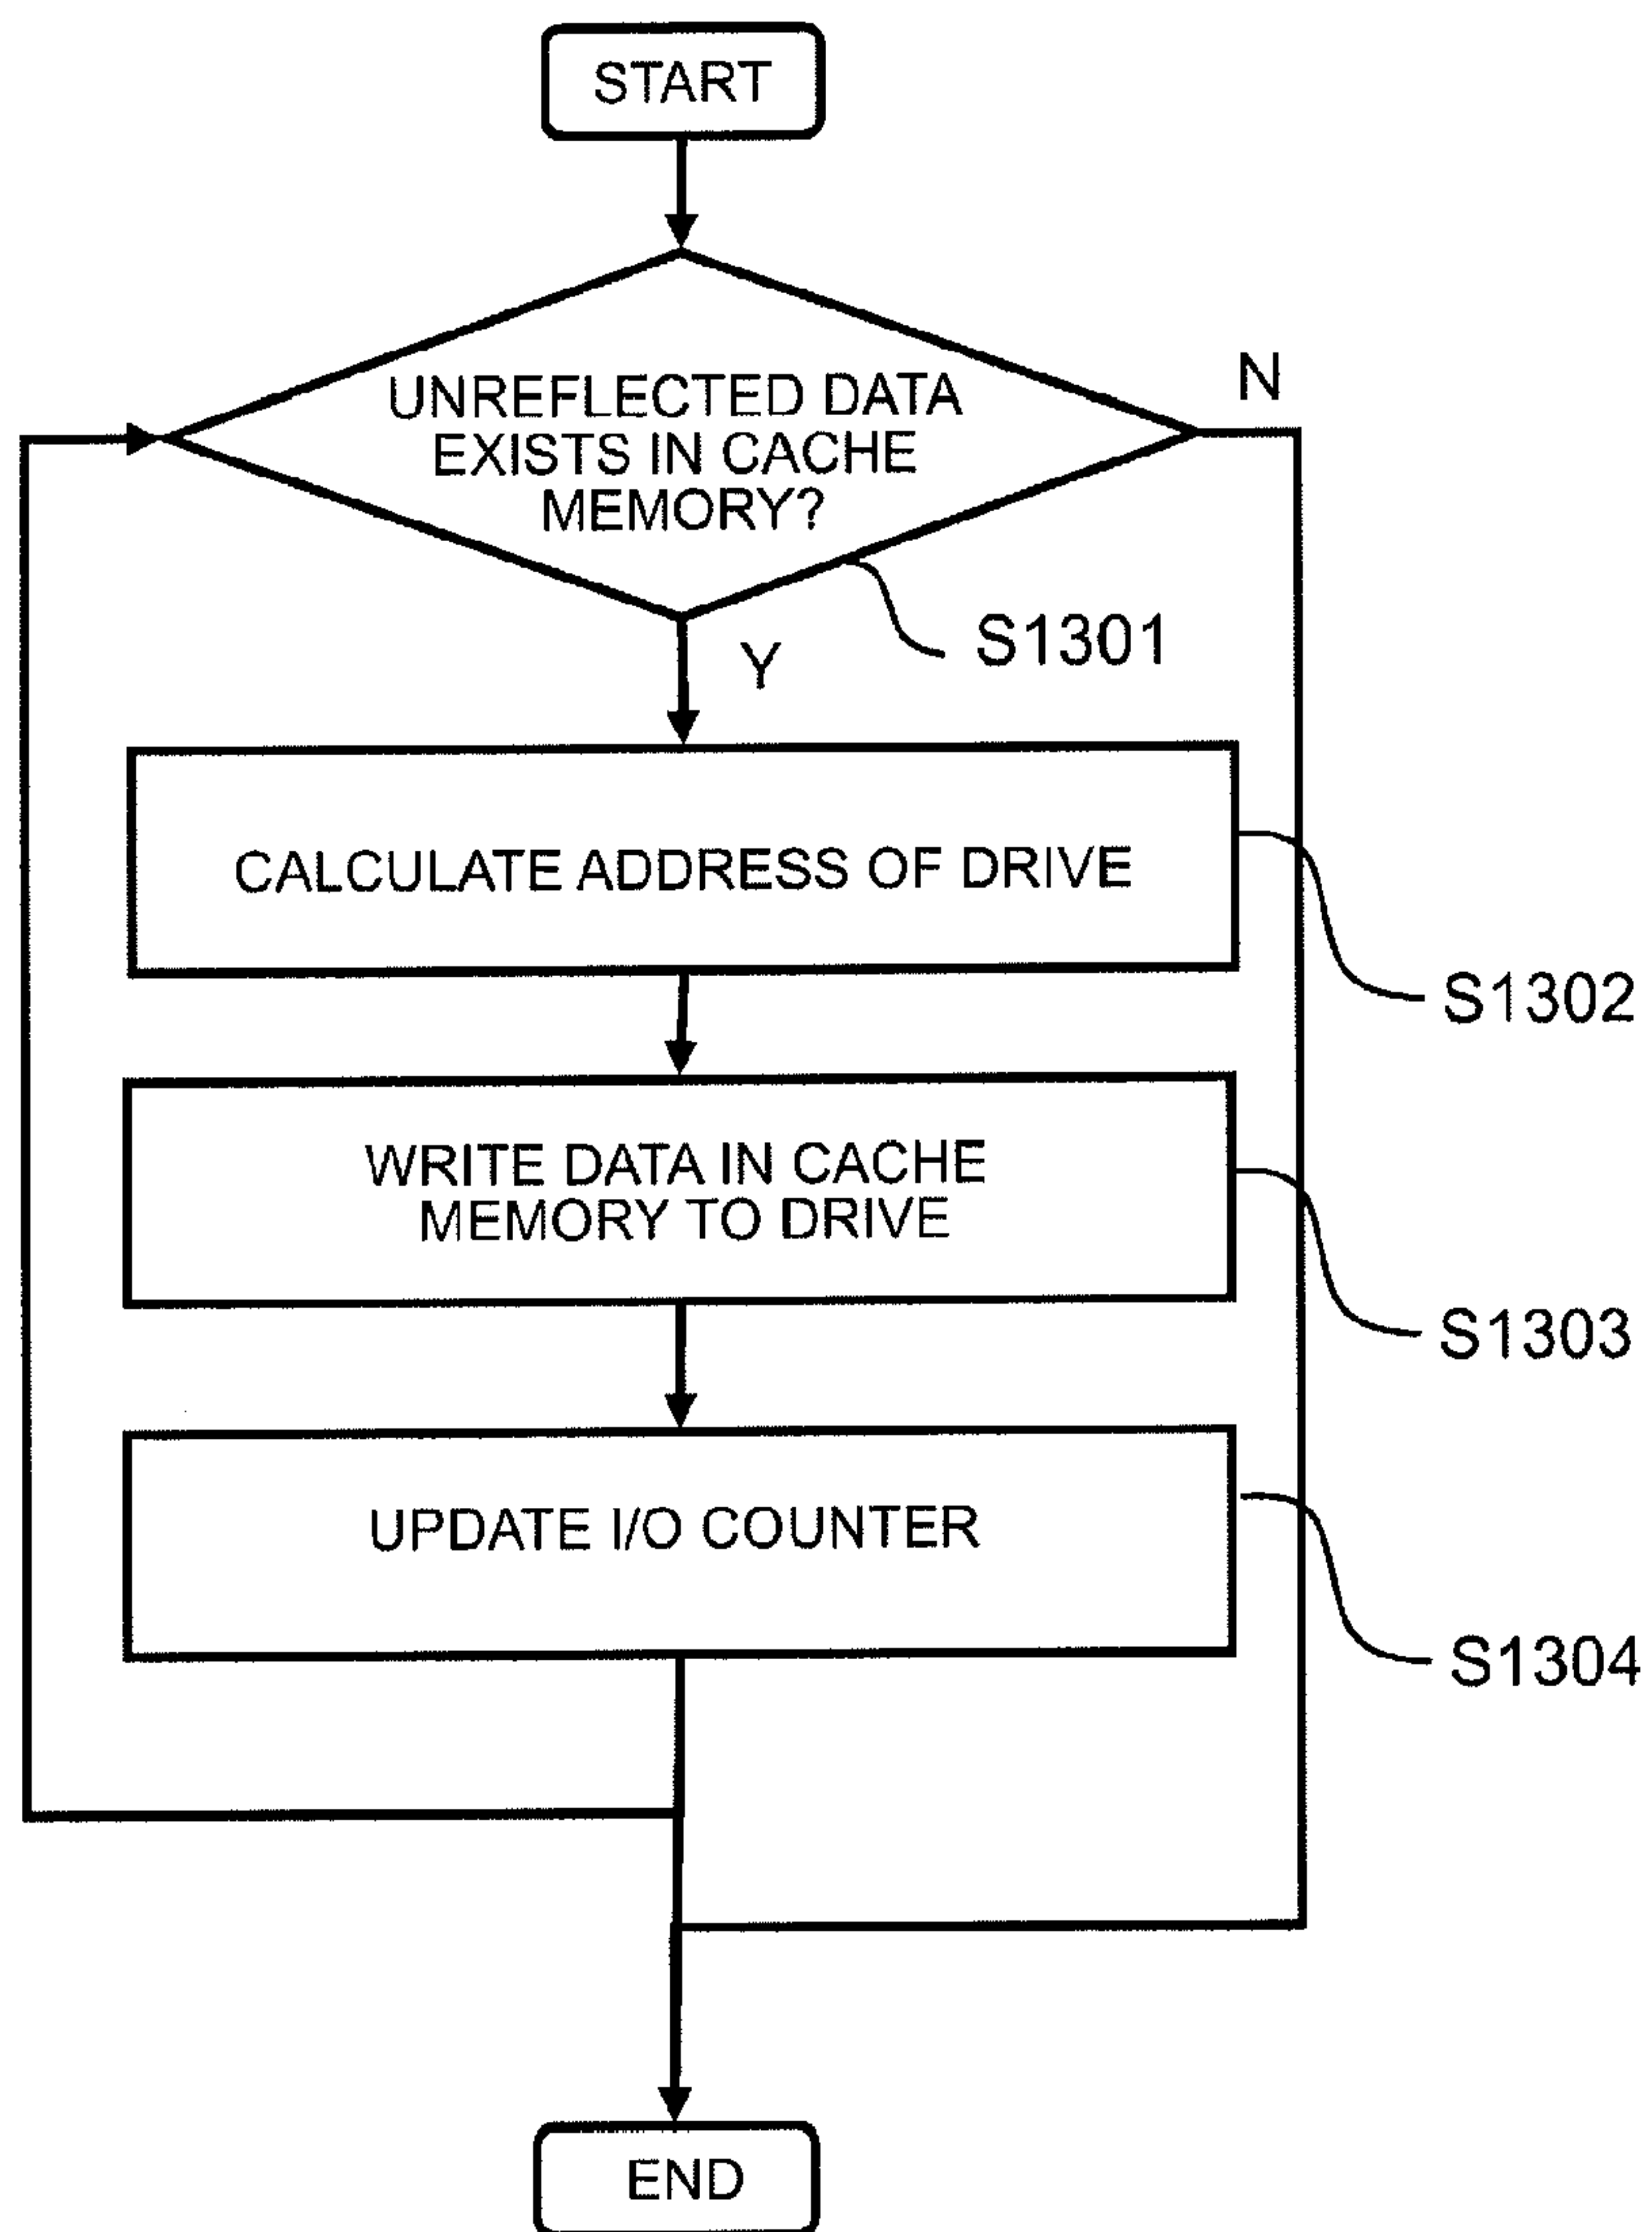 START
N
UNREFLECTED DATA
EXISTS IN CACHE
MEMORY?
S1301
Y
CALCULATE ADDRESS OF DRIVE
S1302
WRITE DATA IN CACHE
MEMORY TO DRIVE
S1303
UPDATE I/O COUNTER
S1304
END